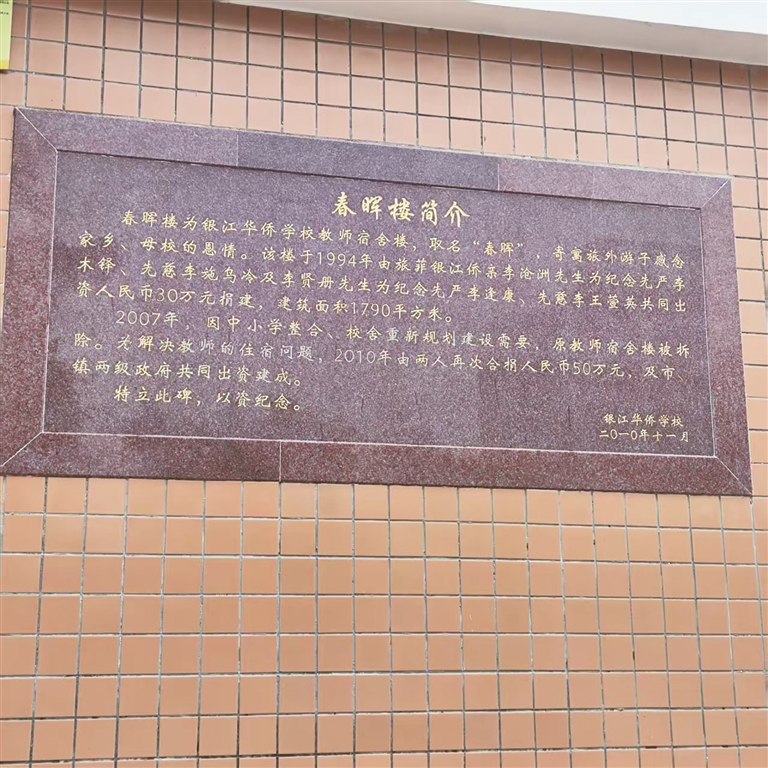 春晖楼简介
春晖楼为银江华侨学校教师宿舍楼，取名“春晖”，寄寓旅外游子感念
家乡、母校的恩情。该楼于1994年由旅菲银江侨亲李沧洲先生为纪念先严李
木铎、先慈李施乌冷及李贤册先生为纪念先严李逢康、先慈李王萱英共同出
资人民币30万元捐建，建筑面积1790平方米。
2007年，因中小学整合、校舍重新规划建设需要，原教师宿舍楼被拆
除。为解决教师的住宿问题，2010年由两人再次合捐人民币50万元，及市、
镇两级政府共同出资建成。
特立此碑，以资纪念。
银江华侨学校
二〇一〇年十一月